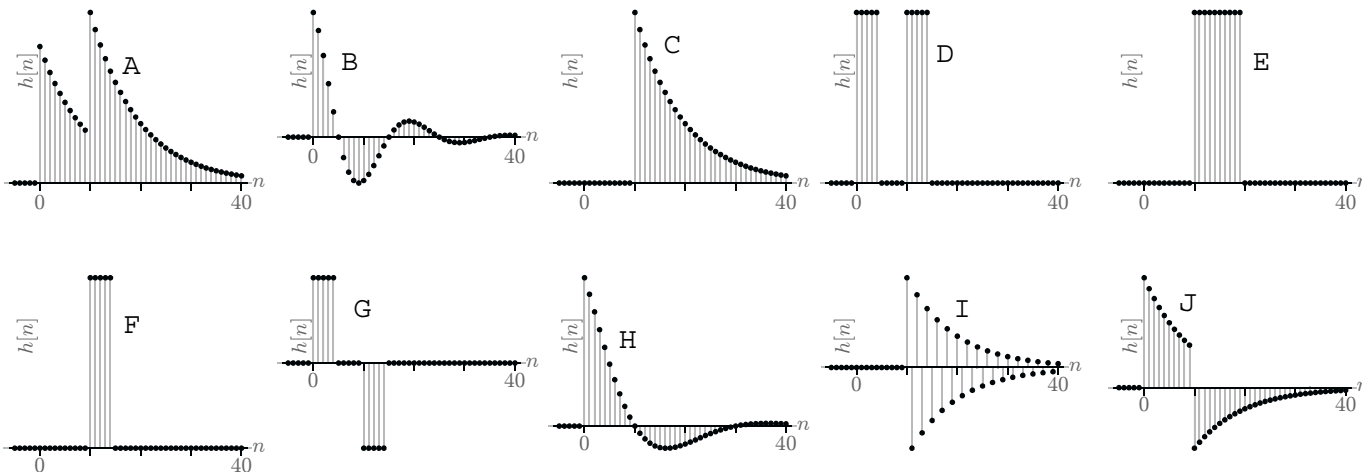 h[n] A n 0 40
h[n] B n 0 40
h[n] C n 0 40
h[n] D n 0 40
h[n] E 0 40
h[n] F n 0 40
h[n] G n 0 40
h[n] H n 0 40
h[n] I n 0 40
h[n] J 0 40